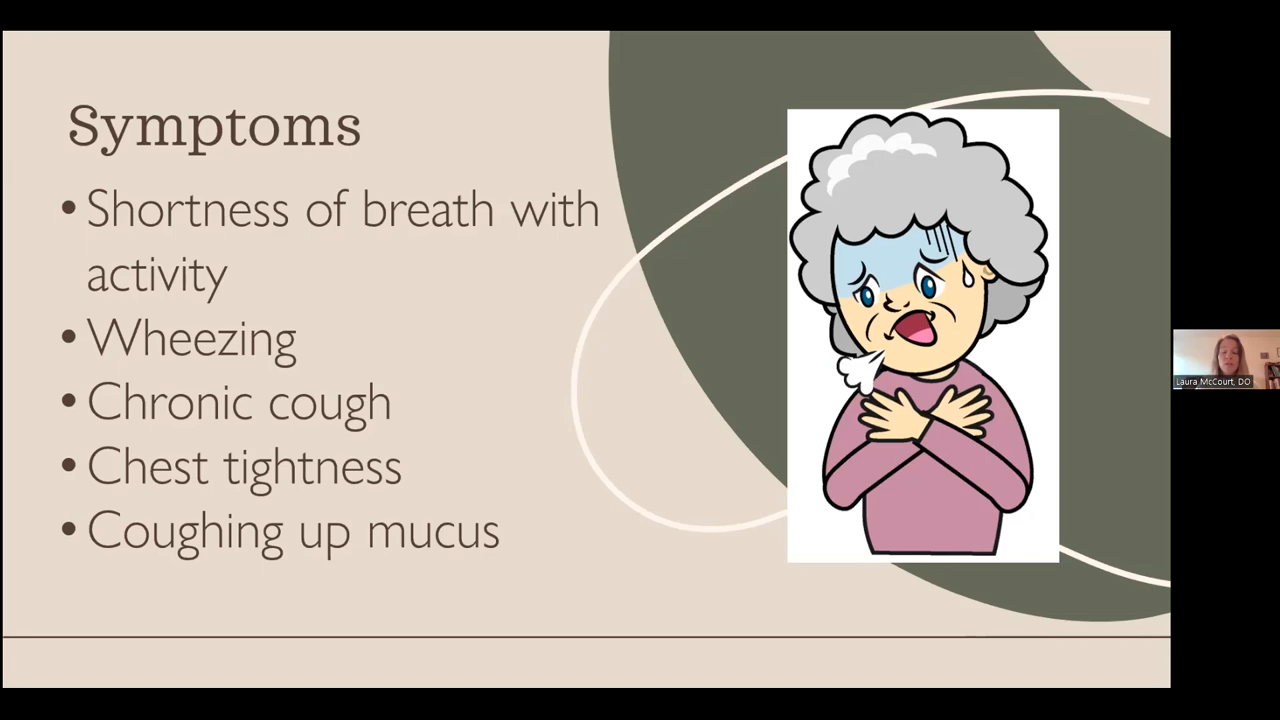 Symptoms
• Shortness of breath with
activity
• Wheezing
• Chronic cough
• Chest tightness
• Coughing up mucus
Laura McCourt, DO